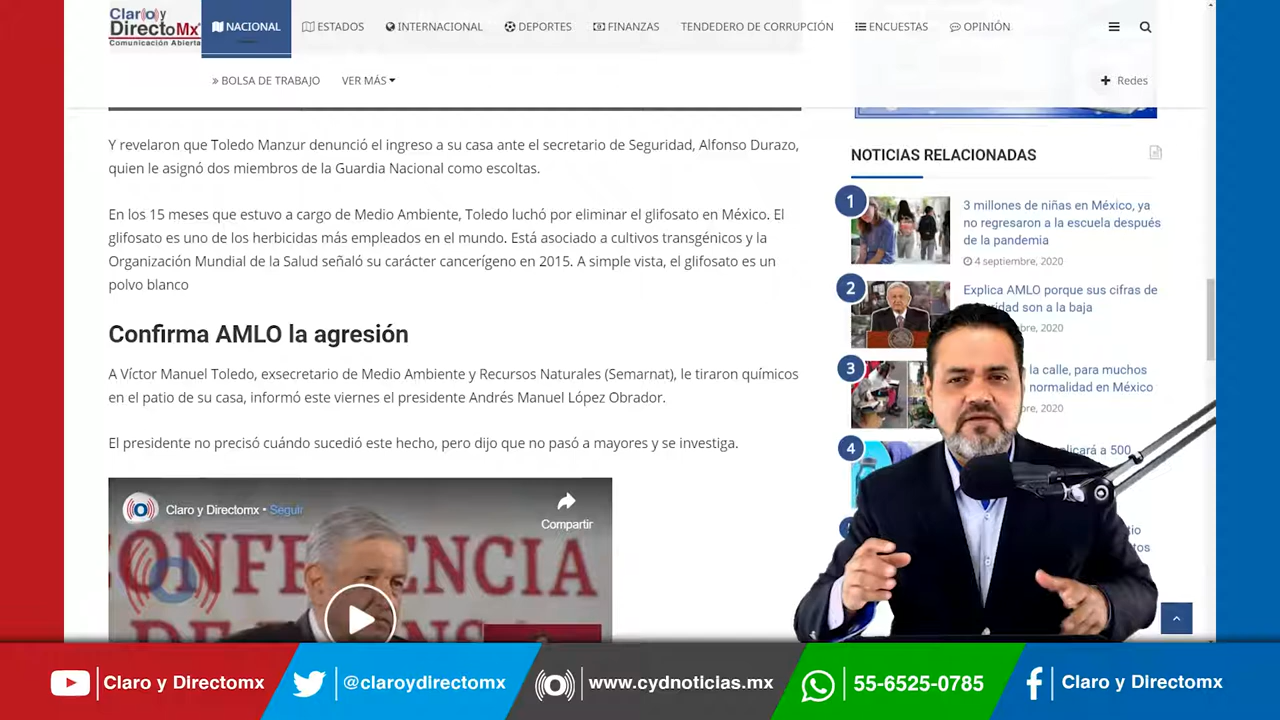 Claro y
DirectoMx
Comunicación Abierta
NACIONAL
ESTADOS
INTERNACIONAL
DEPORTES
FINANZAS
TENDEDERO DE CORRUPCIÓN
ENCUESTAS
OPINIÓN
» BOLSA DE TRABAJO
VER MÁS
Redes
Y revelaron que Toledo Manzur denunció el ingreso a su casa ante el secretario de Seguridad, Alfonso Durazo,
quien le asignó dos miembros de la Guardia Nacional como escoltas.
En los 15 meses que estuvo a cargo de Medio Ambiente, Toledo luchó por eliminar el glifosato en México. El
glifosato es uno de los herbicidas más empleados en el mundo. Está asociado a cultivos transgénicos y la
Organización Mundial de la Salud señaló su carácter cancerígeno en 2015. A simple vista, el glifosato es un
polvo blanco
Confirma AMLO la agresión
A Víctor Manuel Toledo, exsecretario de Medio Ambiente y Recursos Naturales (Semarnat), le tiraron químicos
en el patio de su casa, informó este viernes el presidente Andrés Manuel López Obrador.
El presidente no precisó cuándo sucedió este hecho, pero dijo que no pasó a mayores y se investiga.
Claro y Directomx • Seguir
Compartir
CONFERENCIA
NOTICIAS RELACIONADAS
1
3 millones de niñas en México, ya
no regresaron a la escuela después
de la pandemia
4 septiembre, 2020
2
Explica AMLO porque sus cifras de
son a la baja
2020
3
la calle, para muchos
normalidad en México
2020
4
a 500
Claro y Directomx
@claroydirectomx
www.cydnoticias.mx
55-6525-0785
Claro y Directomx